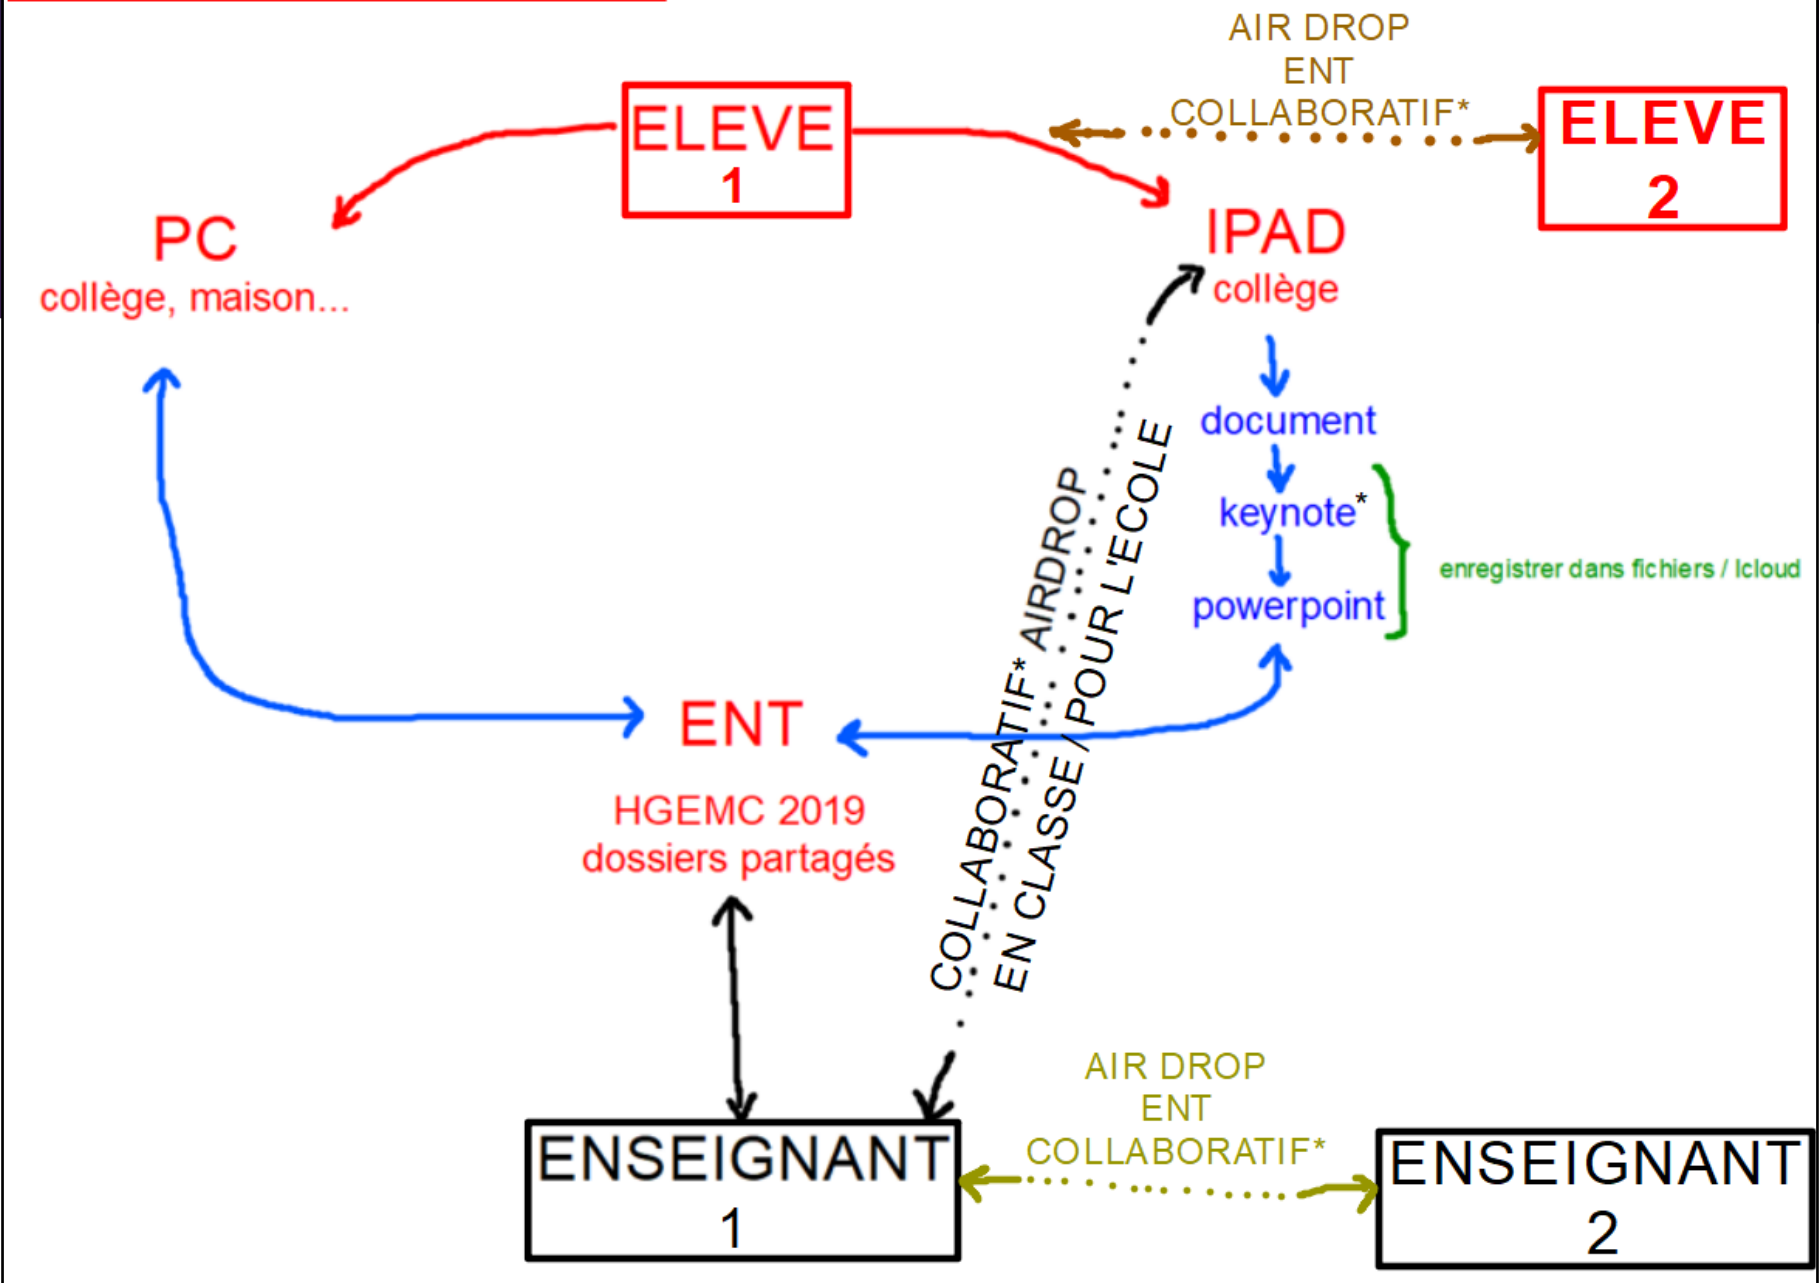 AIR DROP
ENT
COLLABORATIF*
ELEVE
1
ELEVE
2
PC
collège, maison...
IPAD
collège
document
keynote*
powerpoint
enregistrer dans fichiers / Icloud
COLLABORATIF* AIRDROP
EN CLASSE / POUR L'ECOLE
ENT
HGEMC 2019
dossiers partagés
AIR DROP
ENT
COLLABORATIF*
ENSEIGNANT
1
ENSEIGNANT
2